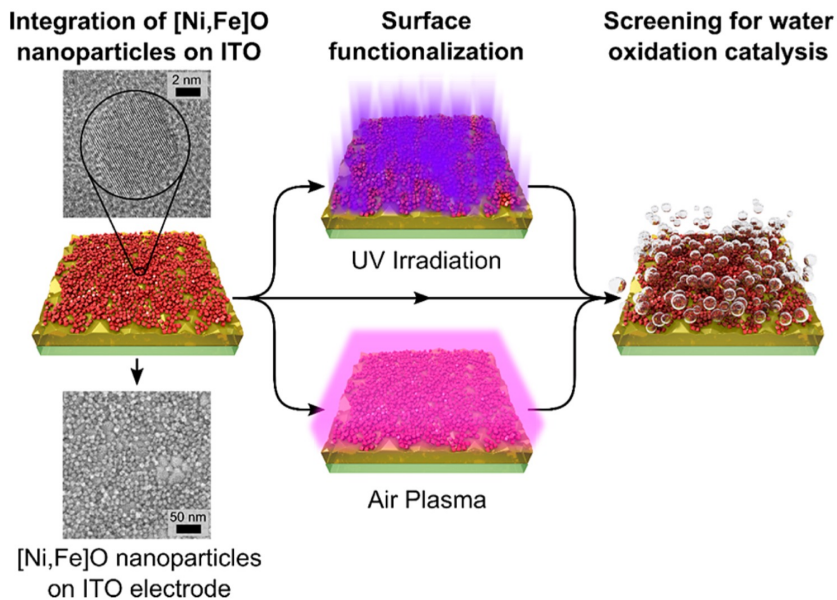 Integration of [Ni,Fe]O
nanoparticles on ITO
2 nm
50 nm
[Ni,Fe]O nanoparticles
on ITO electrode
Surface
functionalization
UV Irradiation
Air Plasma
Screening for water
oxidation catalysis